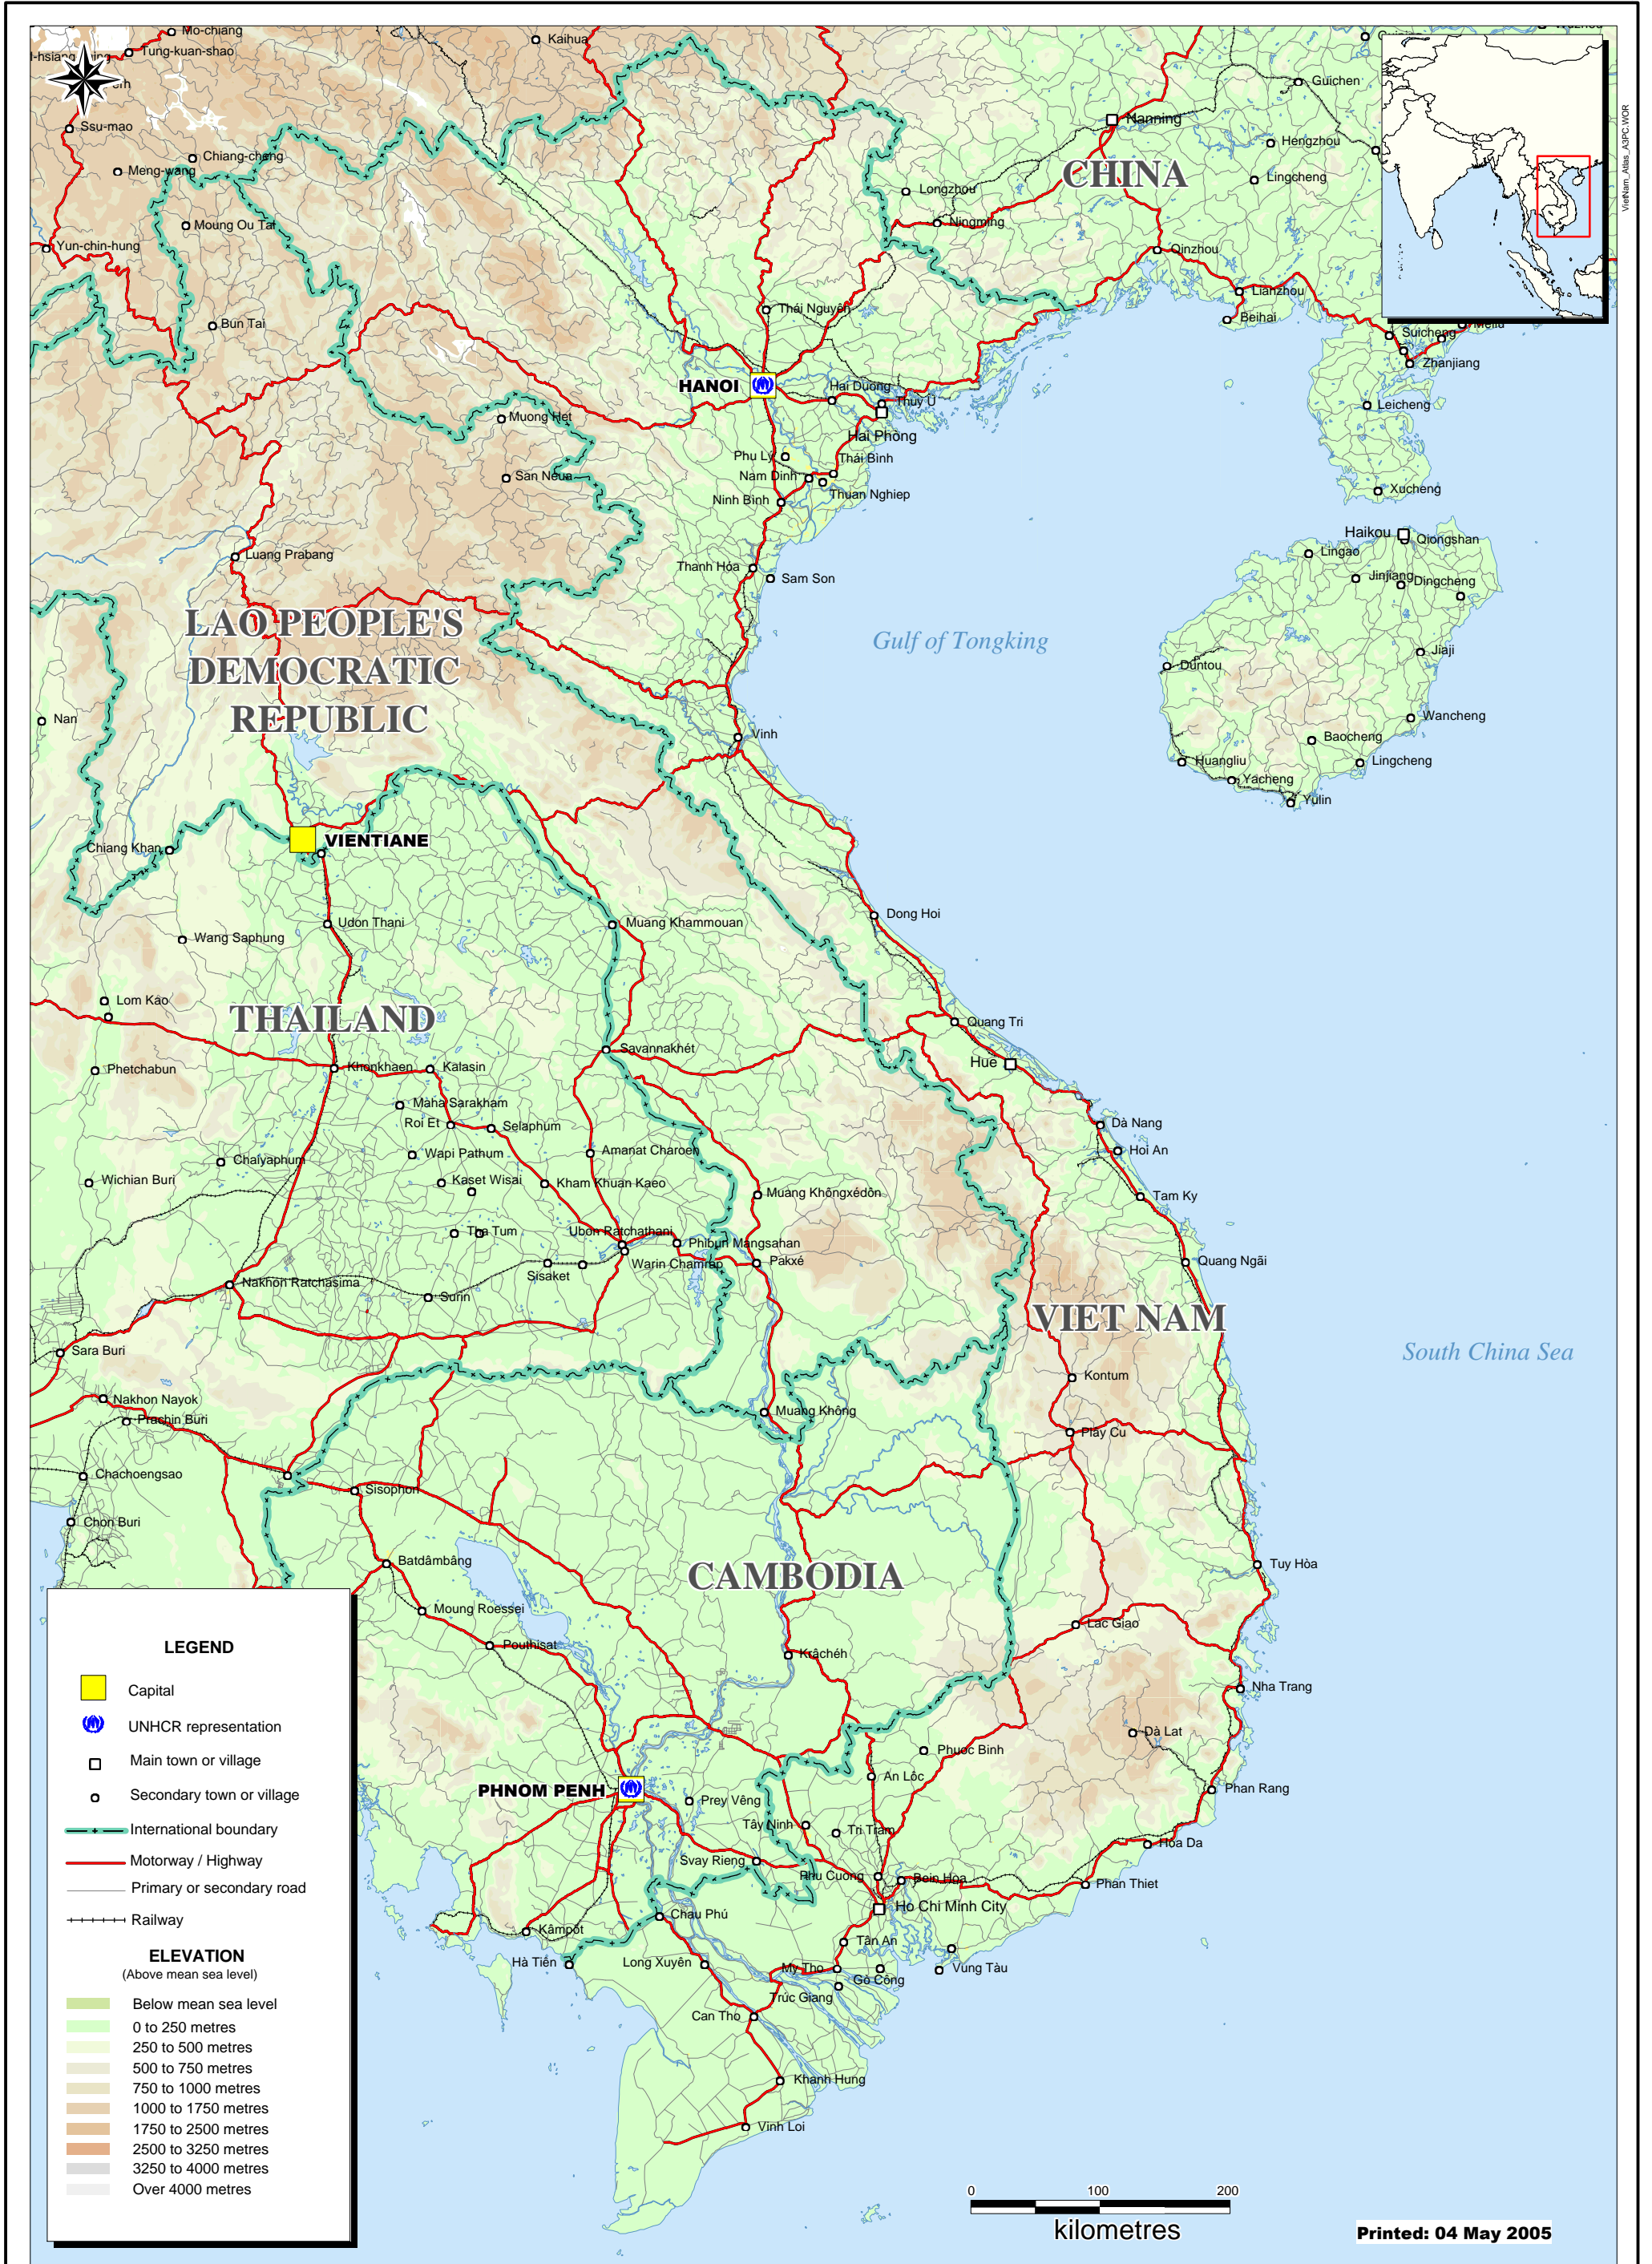 Mo-chiang
Tung-kuan-shao
Kaihua
Guichen
Ssu-mao
Nanning
Hengzhou
Chiang-cheng
Meng-wang
CHINA
Lingcheng
Longzhou
Moung Ou Tai
Ningming
Yun-chin-hung
Qinzhou
VietNam_Atlas_A3PC.WOR
Lianzhou
Beihai
Thái Nguyên
Bun Tai
Suicheng
Zhanjiang
HANOI
Hai Duong
Thuy Ú
Leicheng
Muong Het
Hai Phòng
Phu Ly
Thái Bình
San Neua
Nam Dinh
Thuan Nghiep
Xucheng
Ninh Bình
Haikou
Qiongshan
Luang Prabang
Lingao
Thanh Hóa
Sam Son
Jinjiang
Dingcheng
LAO PEOPLE'S
DEMOCRATIC
REPUBLIC
Gulf of Tongking
Jiaji
Duntou
Nan
Wancheng
Vinh
Baocheng
Huangliu
Lingcheng
Yacheng
Yulin
VIENTIANE
Chiang Khan
Dong Hoi
Udon Thani
Muang Khammouan
Wang Saphung
Lom Kao
THAILAND
Quang Tri
Savannakhét
Hue
Khonkhaen
Kalasin
Phetchabun
Maha Sarakham
Roi Et
Selaphum
Dà Nang
Wapi Pathum
Amanat Charoen
Hoi An
Chaiyaphum
Wichian Buri
Kaset Wisai
Kham Khuan Kaeo
Muang Khôngxédôn
Tam Ky
Tha Tum
Ubon Ratchathani
Phibun Mangsahan
Sisaket
Warin Chamrap
Pakxé
Quang Ngãi
Nakhon Ratchasima
Surin
VIET NAM
Sara Buri
South China Sea
Kontum
Nakhon Nayok
Prachin Buri
Muang Không
Play Cu
Chachoengsao
Sisophon
Chon Buri
Batdâmbâng
CAMBODIA
Tuy Hòa
Moung Roessei
Lac Giao
Pouthisat
Krâchéh
Nha Trang
Dà Lat
Phuoc Binh
An Lôc
PHNOM PENH
Phan Rang
Prey Vêng
Tây Ninh
Tri Tram
Hoa Da
Svay Rieng
Phu Cuong
Bein Hoa
Phan Thiet
Ho Chi Minh City
Chau Phú
Kâmpôt
Tân An
Hà Tiên
Long Xuyên
My Tho
Gò Công
Vung Tàu
Trúc Giang
Can Tho
Khanh Hung
Vinh Loi
LEGEND
Capital
UNHCR representation
Main town or village
Secondary town or village
International boundary
Motorway / Highway
Primary or secondary road
Railway
ELEVATION
(Above mean sea level)
Below mean sea level
0 to 250 metres
250 to 500 metres
500 to 750 metres
750 to 1000 metres
1000 to 1750 metres
1750 to 2500 metres
2500 to 3250 metres
3250 to 4000 metres
Over 4000 metres
0 100 200
kilometres
Printed: 04 May 2005